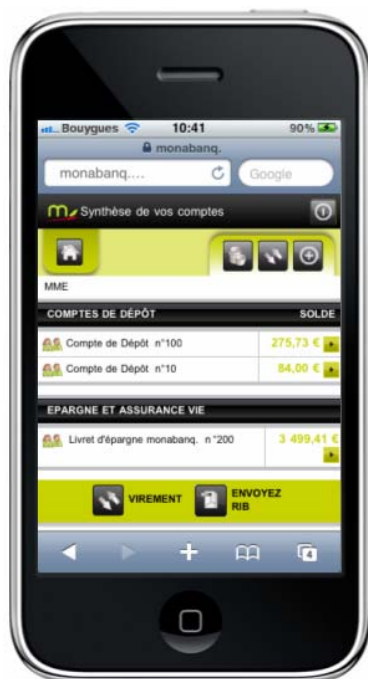 Bouygues 10:41 90%
monabanq.
monabanq.... Google
m Synthèse de vos comptes
MME
COMPTES DE DÉPÔT SOLDE
Compte de Dépôt n°100 275,73 €
Compte de Dépôt n°10 84,00 €
EPARGNE ET ASSURANCE VIE
Livret d'épargne monabanq. n°200 3 499,41 €
VIREMENT ENVOYEZ
RIB
4